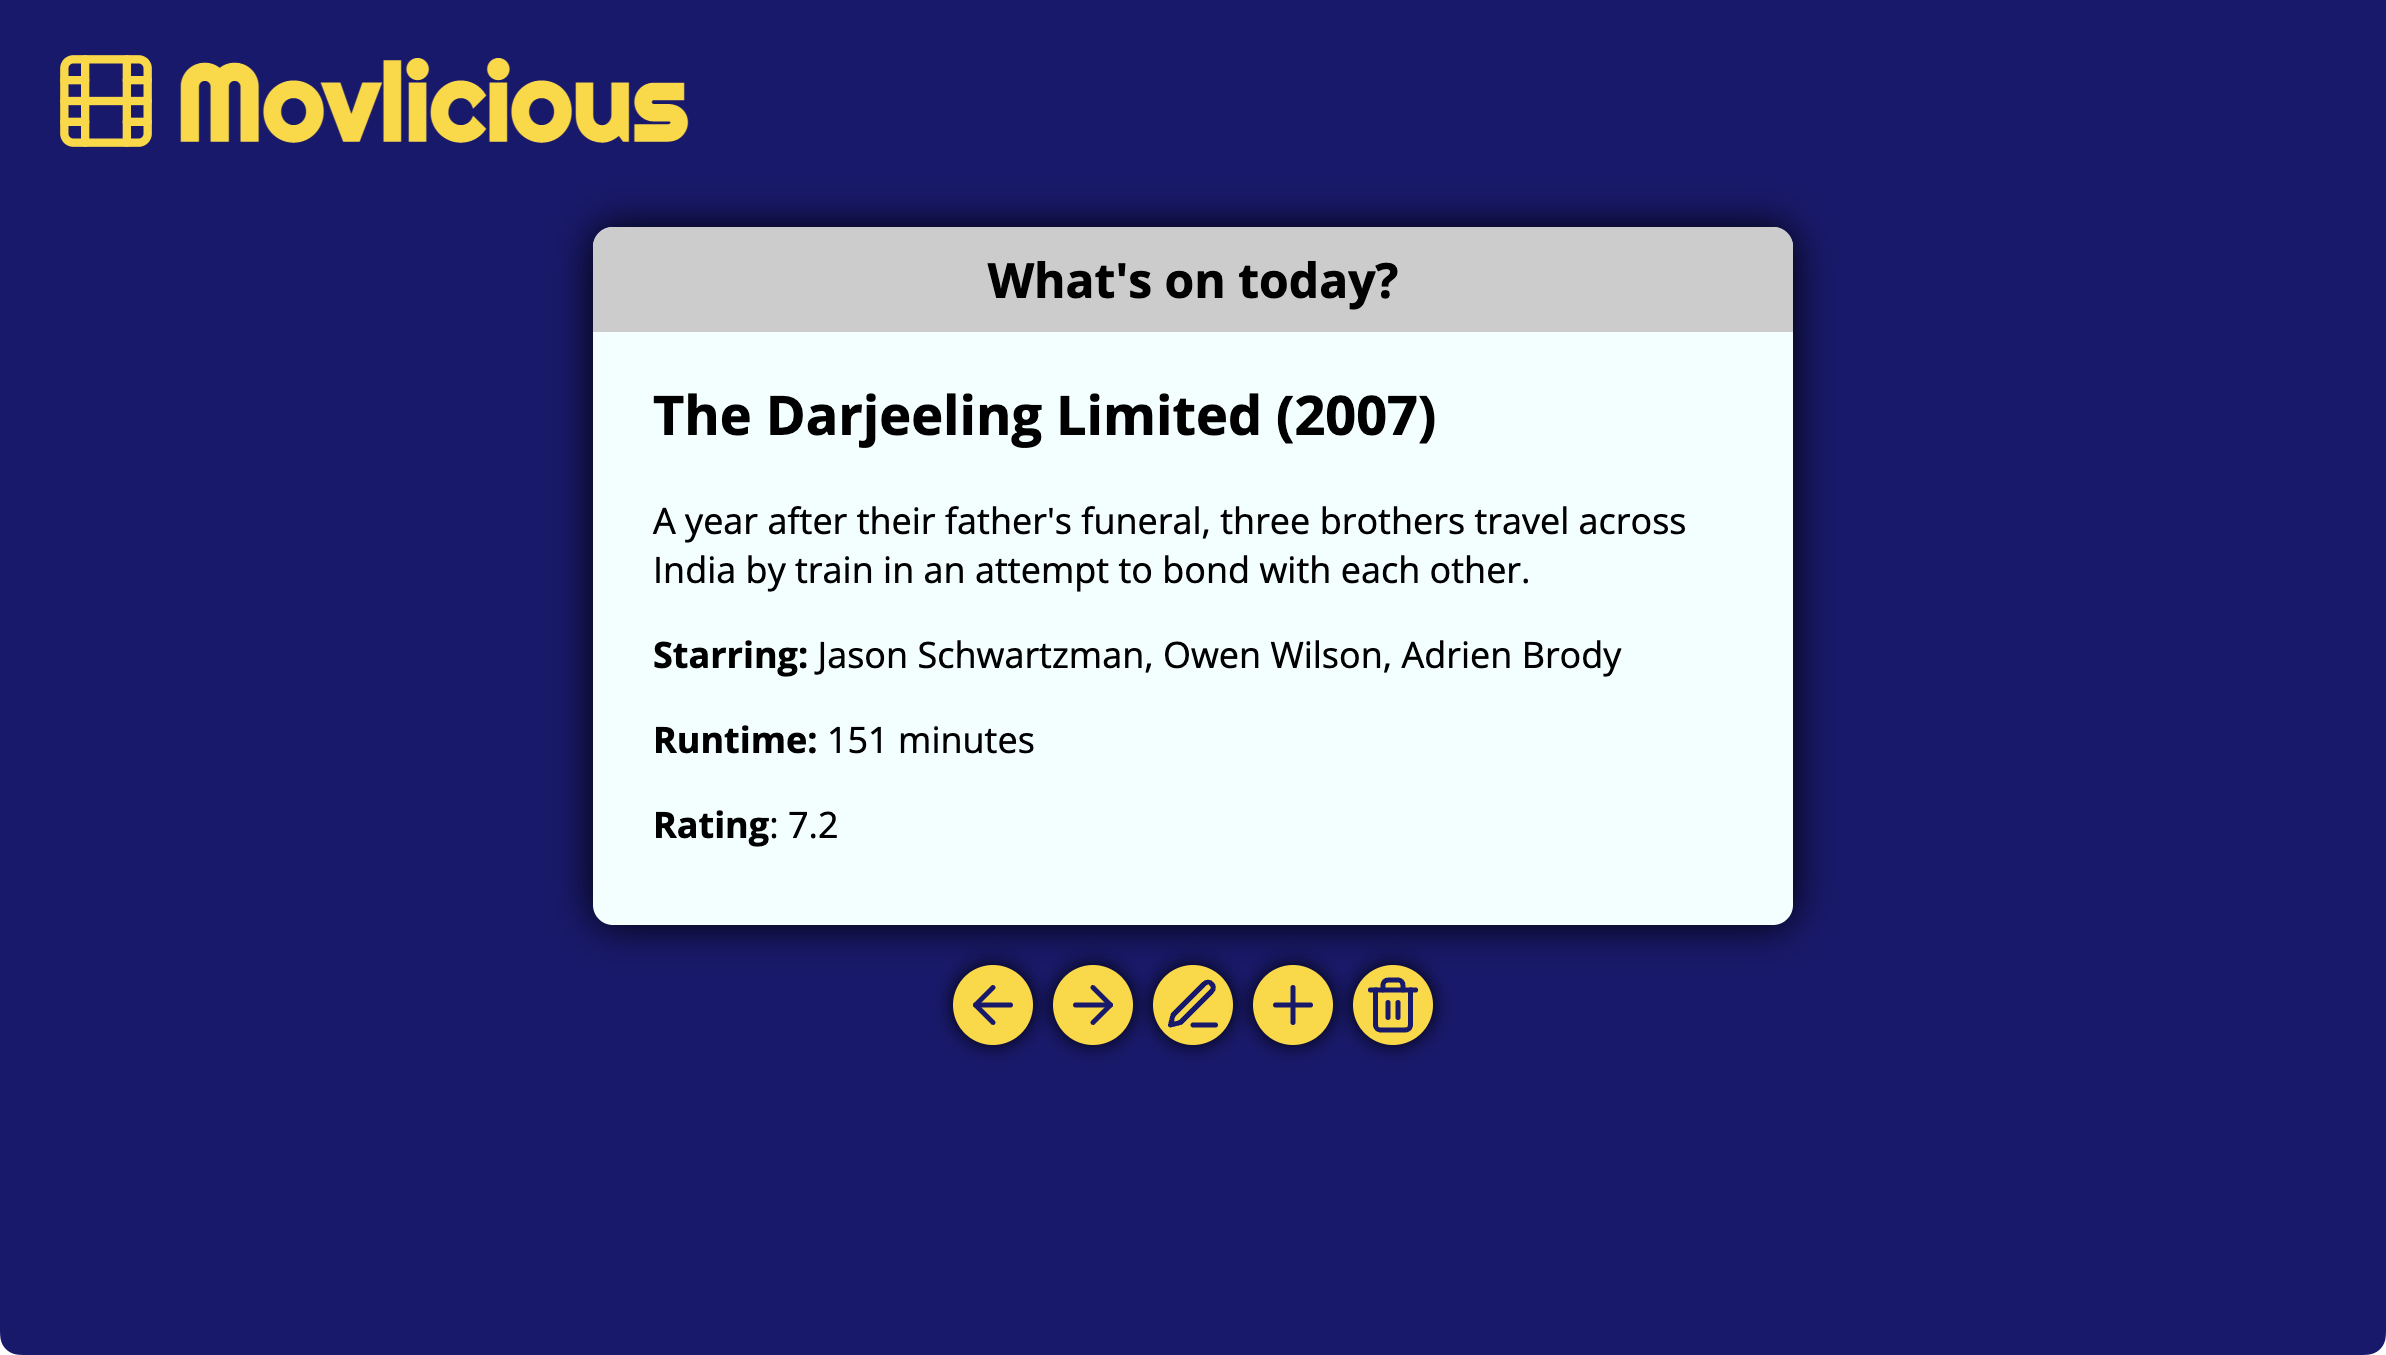 Movlicious
What's on today?
The Darjeeling Limited (2007)
A year after their father's funeral, three brothers travel across
India by train in an attempt to bond with each other.
Starring: Jason Schwartzman, Owen Wilson, Adrien Brody
Runtime: 151 minutes
Rating: 7.2